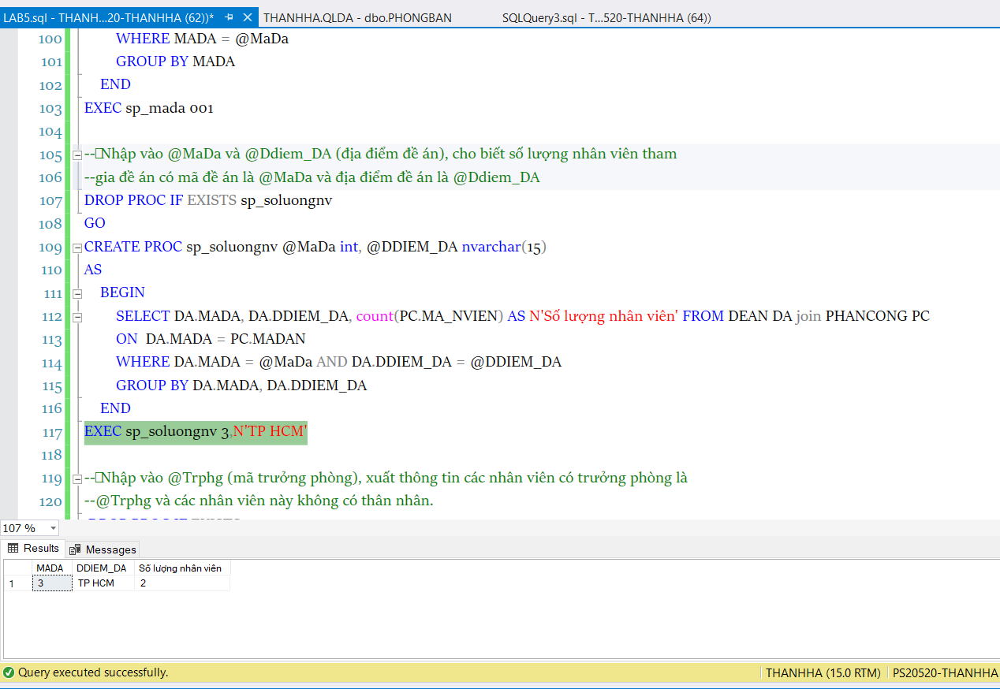 LAB5.sql - THANH...20-THANHHA (62))*
THANHHA.QLDA - dbo.PHONGBAN
SQLQuery3.sql - T...520-THANHHA (64))
100 WHERE MADA = @MaDa
101 GROUP BY MADA
102 END
103 EXEC sp_mada 001
104
105 --Nhập vào @MaDa và @Ddiem_DA (địa điểm đề án), cho biết số lượng nhân viên tham
106 --gia đề án có mã đề án là @MaDa và địa điểm đề án là @Ddiem_DA
107 DROP PROC IF EXISTS sp_soluongnv
108 GO
109 CREATE PROC sp_soluongnv @MaDa int, @DDIEM_DA nvarchar(15)
110 AS
111 BEGIN
112 SELECT DA.MADA, DA.DDIEM_DA, count(PC.MA_NVIEN) AS N'Số lượng nhân viên' FROM DEAN DA join PHANCONG PC
113 ON  DA.MADA = PC.MADAN
114 WHERE DA.MADA = @MaDa AND DA.DDIEM_DA = @DDIEM_DA
115 GROUP BY DA.MADA, DA.DDIEM_DA
116 END
117 EXEC sp_soluongnv 3,N'TP HCM'
118
119 --Nhập vào @Trphg (mã trưởng phòng), xuất thông tin các nhân viên có trưởng phòng là
120 --@Trphg và các nhân viên này không có thân nhân.
107 %
Results Messages
MADA DDIEM_DA Số lượng nhân viên
1 3 TP HCM 2
Query executed successfully.
THANHHA (15.0 RTM)
PS20520-THANHHA